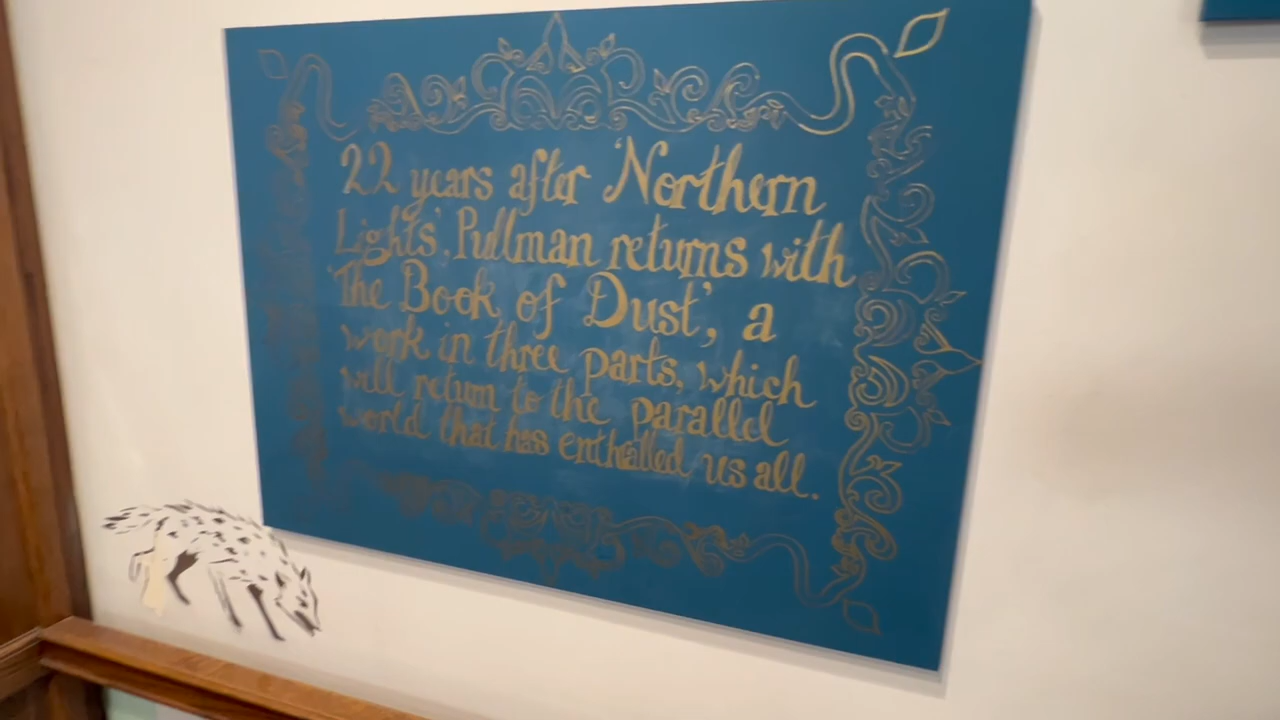 22 years after 'Northern
Lights', Pullman returns with
'The Book of Dust', a
work in three parts, which
will return to the parallel
world that has enthralled us all.